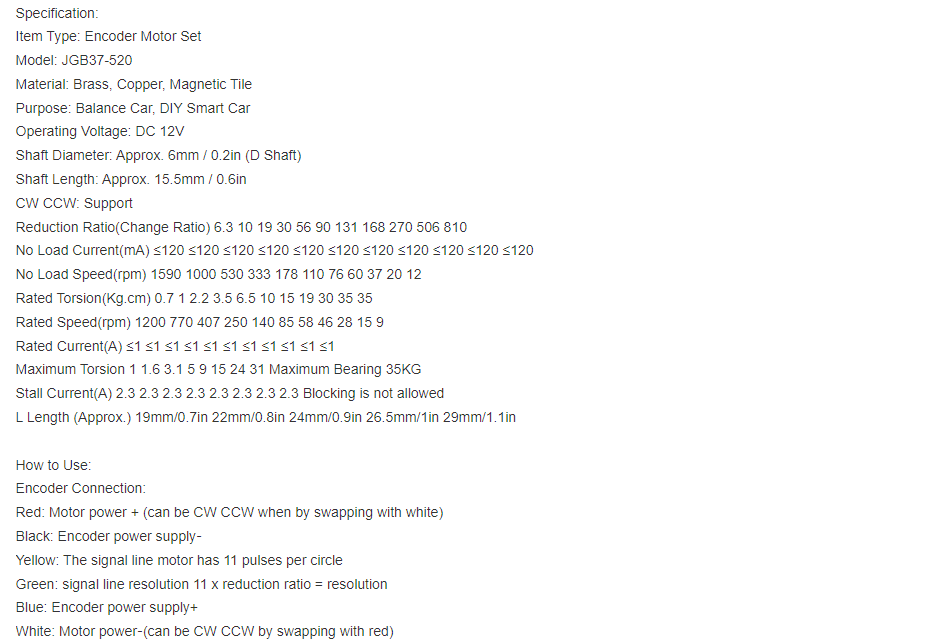 Specification:
Item Type: Encoder Motor Set
Model: JGB37-520
Material: Brass, Copper, Magnetic Tile
Purpose: Balance Car, DIY Smart Car
Operating Voltage: DC 12V
Shaft Diameter: Approx. 6mm / 0.2in (D Shaft)
Shaft Length: Approx. 15.5mm / 0.6in
CW CCW: Support
Reduction Ratio(Change Ratio) 6.3 10 19 30 56 90 131 168 270 506 810
No Load Current(mA) ≤120 ≤120 ≤120 ≤120 ≤120 ≤120 ≤120 ≤120 ≤120 ≤120 ≤120
No Load Speed(rpm) 1590 1000 530 333 178 110 76 60 37 20 12
Rated Torsion(Kg.cm) 0.7 1 2.2 3.5 6.5 10 15 19 30 35 35
Rated Speed(rpm) 1200 770 407 250 140 85 58 46 28 15 9
Rated Current(A) ≤1 ≤1 ≤1 ≤1 ≤1 ≤1 ≤1 ≤1 ≤1 ≤1 ≤1
Maximum Torsion 1 1.6 3.1 5 9 15 24 31 Maximum Bearing 35KG
Stall Current(A) 2.3 2.3 2.3 2.3 2.3 2.3 2.3 2.3 Blocking is not allowed
L Length (Approx.) 19mm/0.7in 22mm/0.8in 24mm/0.9in 26.5mm/1in 29mm/1.1in
How to Use:
Encoder Connection:
Red: Motor power + (can be CW CCW when by swapping with white)
Black: Encoder power supply-
Yellow: The signal line motor has 11 pulses per circle
Green: signal line resolution 11 x reduction ratio = resolution
Blue: Encoder power supply+
White: Motor power-(can be CW CCW by swapping with red)